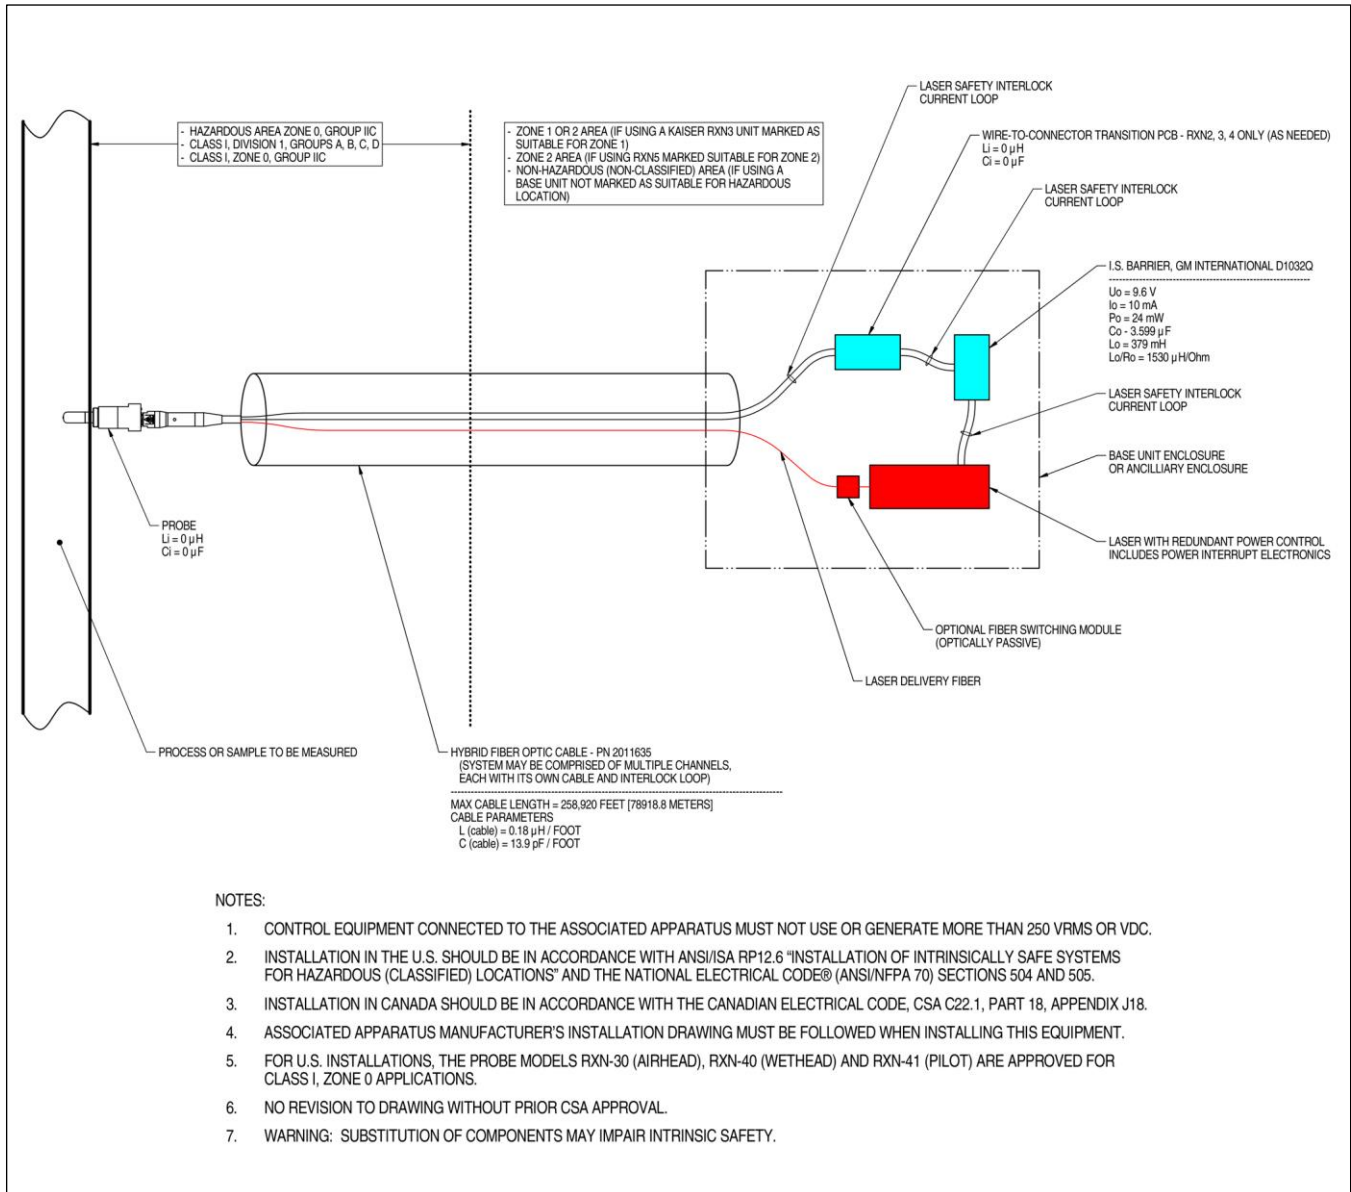 - HAZARDOUS AREA ZONE 0, GROUP IIC
- CLASS I, DIVISION 1, GROUPS A, B, C, D
- CLASS I, ZONE 0, GROUP IIC
- ZONE 1 OR 2 AREA (IF USING A KAISER RXN3 UNIT MARKED AS
SUITABLE FOR ZONE 1)
- ZONE 2 AREA (IF USING RXN5 MARKED SUITABLE FOR ZONE 2)
- NON-HAZARDOUS (NON-CLASSIFIED) AREA (IF USING A
BASE UNIT NOT MARKED AS SUITABLE FOR HAZARDOUS
LOCATION)
LASER SAFETY INTERLOCK
CURRENT LOOP
WIRE-TO-CONNECTOR TRANSITION PCB - RXN2, 3, 4 ONLY (AS NEEDED)
Li = 0 µH
Ci = 0 µF
LASER SAFETY INTERLOCK
CURRENT LOOP
I.S. BARRIER, GM INTERNATIONAL D1032Q
Uo = 9.6 V
Io = 10 mA
Po = 24 mW
Co - 3.599 µF
Lo = 379 mH
Lo/Ro = 1530 µH/Ohm
LASER SAFETY INTERLOCK
CURRENT LOOP
BASE UNIT ENCLOSURE
OR ANCILLIARY ENCLOSURE
LASER WITH REDUNDANT POWER CONTROL
INCLUDES POWER INTERRUPT ELECTRONICS
PROBE
Li = 0 µH
Ci = 0 µF
OPTIONAL FIBER SWITCHING MODULE
(OPTICALLY PASSIVE)
LASER DELIVERY FIBER
PROCESS OR SAMPLE TO BE MEASURED
HYBRID FIBER OPTIC CABLE - PN 2011635
(SYSTEM MAY BE COMPRISED OF MULTIPLE CHANNELS,
EACH WITH ITS OWN CABLE AND INTERLOCK LOOP)
MAX CABLE LENGTH = 258,920 FEET [78918.8 METERS]
CABLE PARAMETERS
L (cable) = 0.18 µH / FOOT
C (cable) = 13.9 pF / FOOT
NOTES:
1. CONTROL EQUIPMENT CONNECTED TO THE ASSOCIATED APPARATUS MUST NOT USE OR GENERATE MORE THAN 250 VRMS OR VDC.
2. INSTALLATION IN THE U.S. SHOULD BE IN ACCORDANCE WITH ANSI/ISA RP12.6 “INSTALLATION OF INTRINSICALLY SAFE SYSTEMS
FOR HAZARDOUS (CLASSIFIED) LOCATIONS” AND THE NATIONAL ELECTRICAL CODE® (ANSI/NFPA 70) SECTIONS 504 AND 505.
3. INSTALLATION IN CANADA SHOULD BE IN ACCORDANCE WITH THE CANADIAN ELECTRICAL CODE, CSA C22.1, PART 18, APPENDIX J18.
4. ASSOCIATED APPARATUS MANUFACTURER’S INSTALLATION DRAWING MUST BE FOLLOWED WHEN INSTALLING THIS EQUIPMENT.
5. FOR U.S. INSTALLATIONS, THE PROBE MODELS RXN-30 (AIRHEAD), RXN-40 (WETHEAD) AND RXN-41 (PILOT) ARE APPROVED FOR
CLASS I, ZONE 0 APPLICATIONS.
6. NO REVISION TO DRAWING WITHOUT PRIOR CSA APPROVAL.
7. WARNING: SUBSTITUTION OF COMPONENTS MAY IMPAIR INTRINSIC SAFETY.